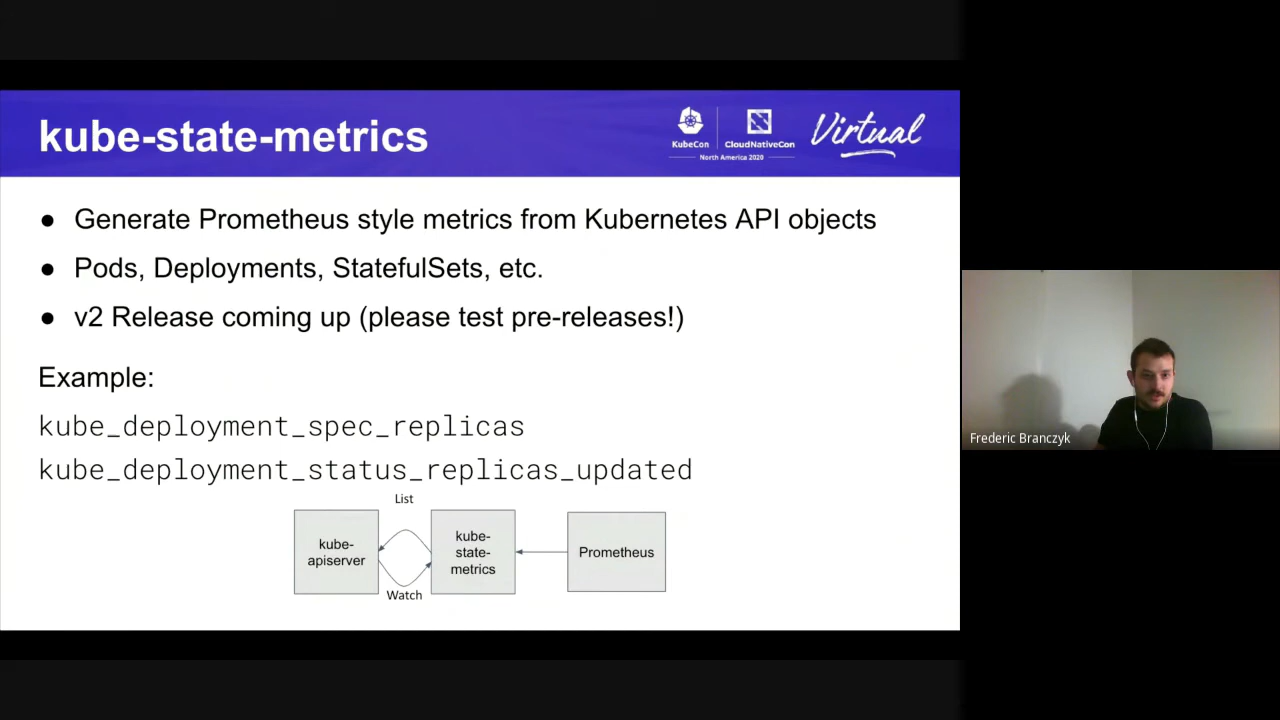 kube-state-metrics
KubeCon
CloudNativeCon
North America 2020
Virtual
● Generate Prometheus style metrics from Kubernetes API objects
● Pods, Deployments, StatefulSets, etc.
● v2 Release coming up (please test pre-releases!)
Example:
kube_deployment_spec_replicas
kube_deployment_status_replicas_updated
List
kube-
apiserver
Watch
kube-
state-
metrics
Prometheus
Frederic Branczyk